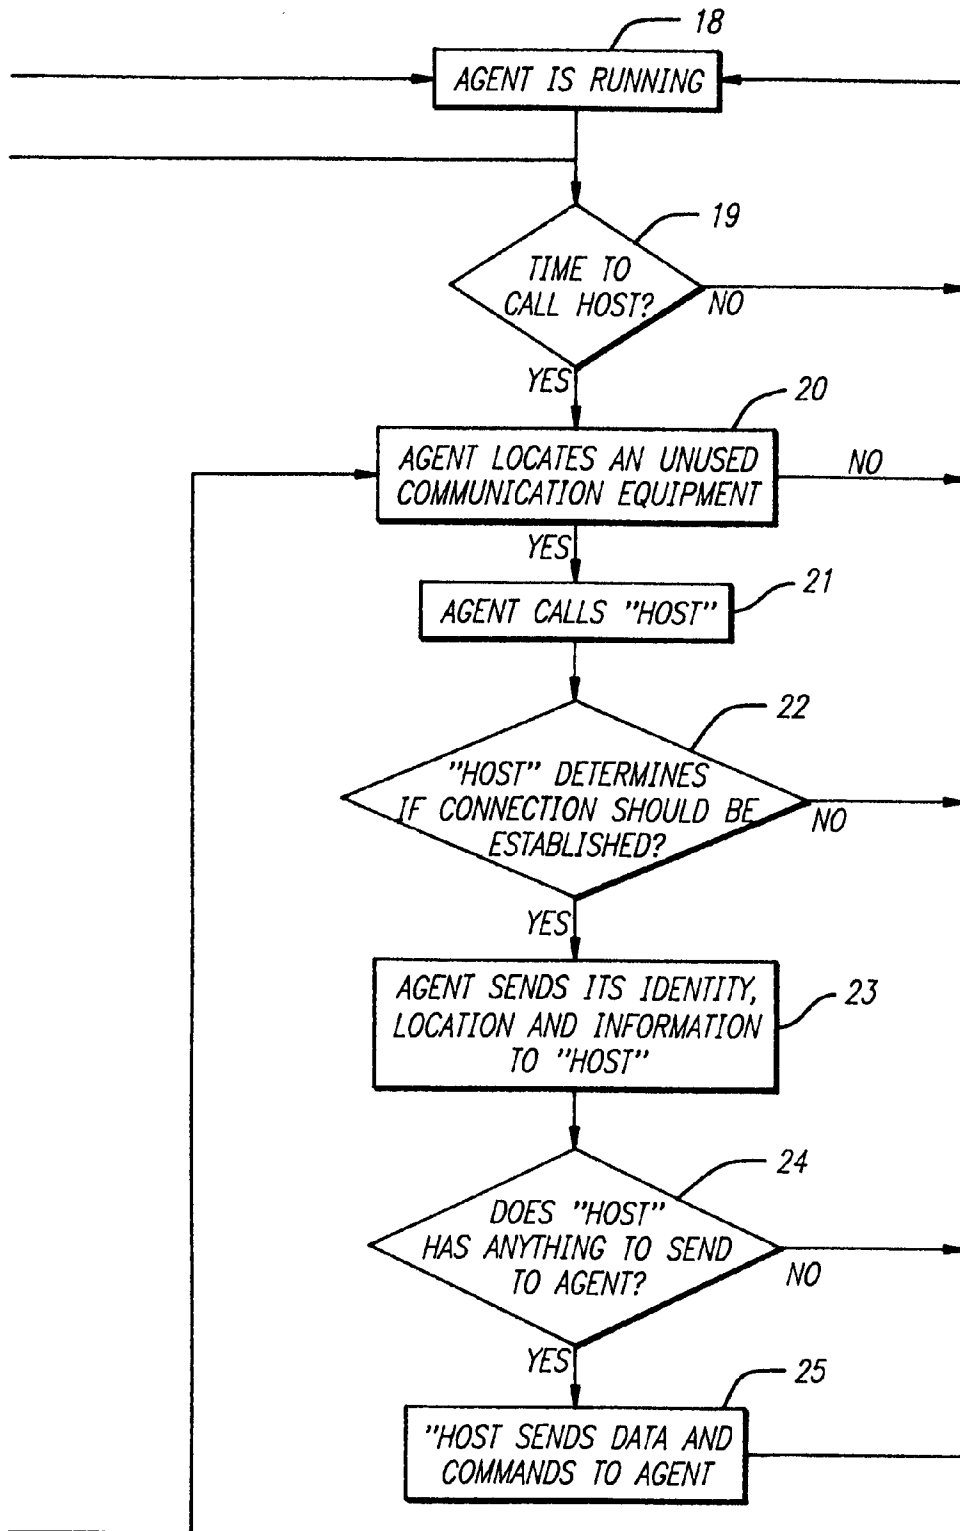 18
AGENT IS RUNNING
19
TIME TO
CALL HOST?
NO
YES
20
AGENT LOCATES AN UNUSED
COMMUNICATION EQUIPMENT
NO
YES
21
AGENT CALLS "HOST"
22
"HOST" DETERMINES
IF CONNECTION SHOULD BE
ESTABLISHED?
NO
YES
23
AGENT SENDS ITS IDENTITY,
LOCATION AND INFORMATION
TO "HOST"
24
DOES "HOST"
HAS ANYTHING TO SEND
TO AGENT?
NO
YES
25
"HOST SENDS DATA AND
COMMANDS TO AGENT